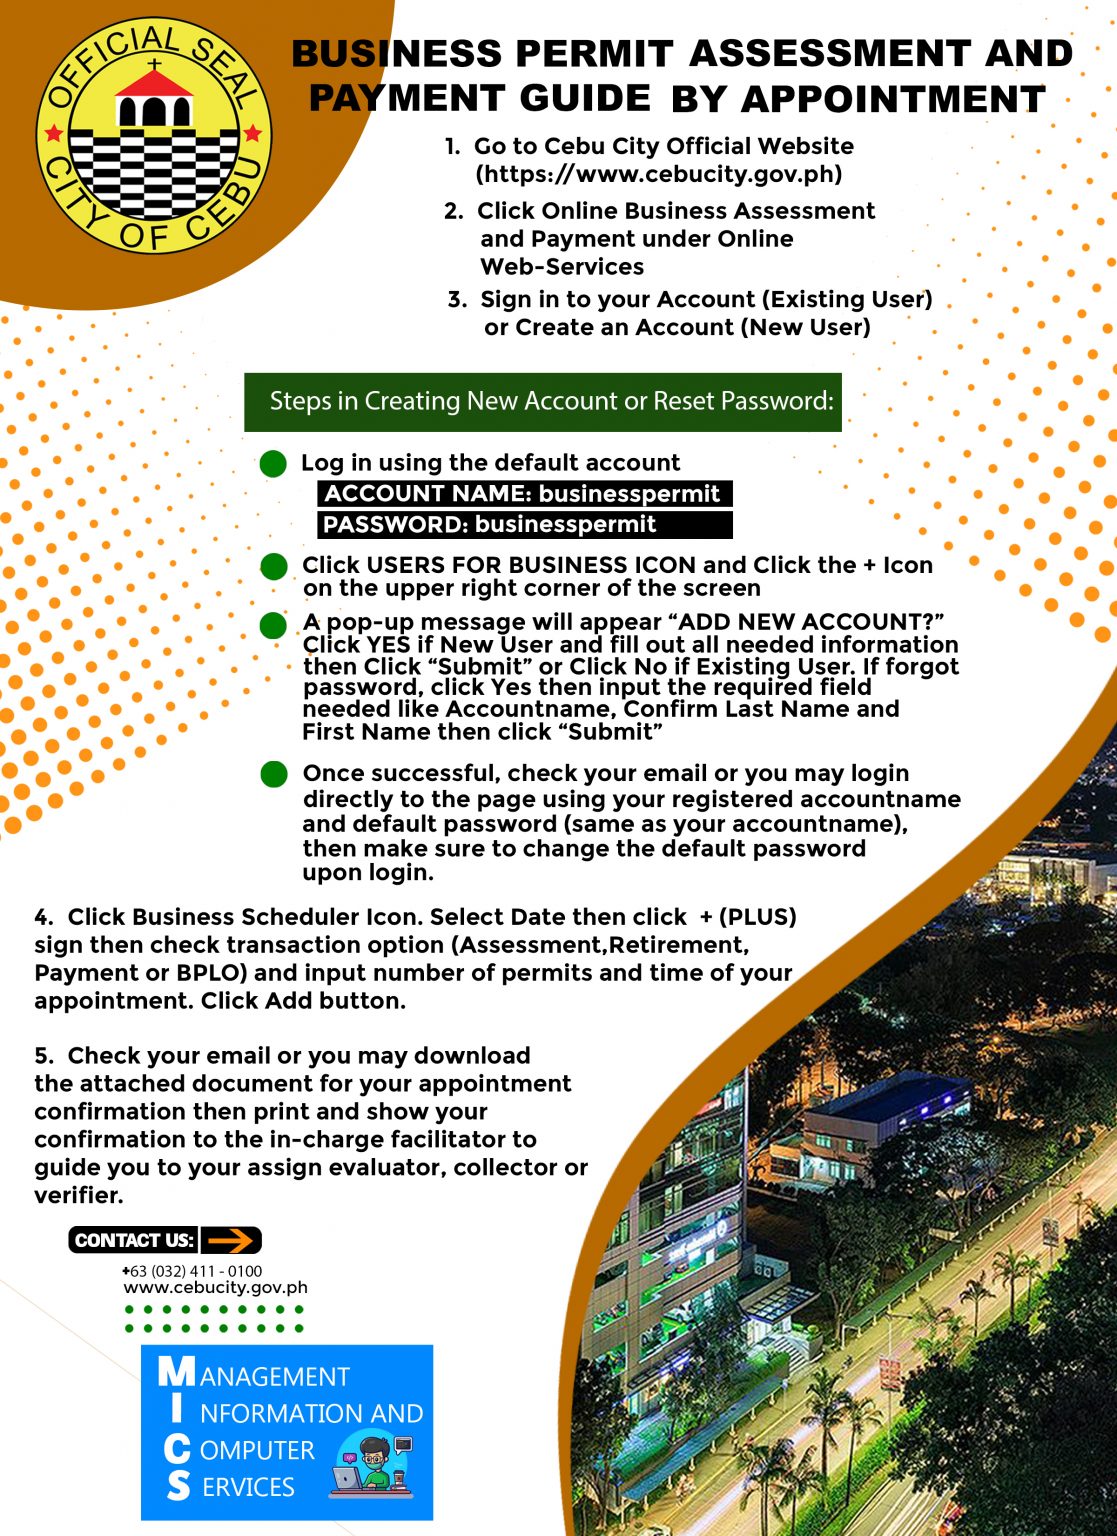 OFFICIAL SEAL
CITY OF CEBU
BUSINESS PERMIT ASSESSMENT AND
PAYMENT GUIDE BY APPOINTMENT
1. Go to Cebu City Official Website
(https://www.cebucity.gov.ph)
2. Click Online Business Assessment
and Payment under Online
Web-Services
3. Sign in to your Account (Existing User)
or Create an Account (New User)
Steps in Creating New Account or Reset Password:
Log in using the default account
ACCOUNT NAME: businesspermit
PASSWORD: businesspermit
Click USERS FOR BUSINESS ICON and Click the + Icon
on the upper right corner of the screen
A pop-up message will appear “ADD NEW ACCOUNT?”
Click YES if New User and fill out all needed information
then Click “Submit” or Click No if Existing User. If forgot
password, click Yes then input the required field
needed like Accountname, Confirm Last Name and
First Name then click “Submit”
Once successful, check your email or you may login
directly to the page using your registered accountname
and default password (same as your accountname),
then make sure to change the default password
upon login.
4. Click Business Scheduler Icon. Select Date then click + (PLUS)
sign then check transaction option (Assessment,Retirement,
Payment or BPLO) and input number of permits and time of your
appointment. Click Add button.
5. Check your email or you may download
the attached document for your appointment
confirmation then print and show your
confirmation to the in-charge facilitator to
guide you to your assign evaluator, collector or
verifier.
CONTACT US:
+63 (032) 411 - 0100
www.cebucity.gov.ph
MANAGEMENT
INFORMATION AND
COMPUTER
SERVICES